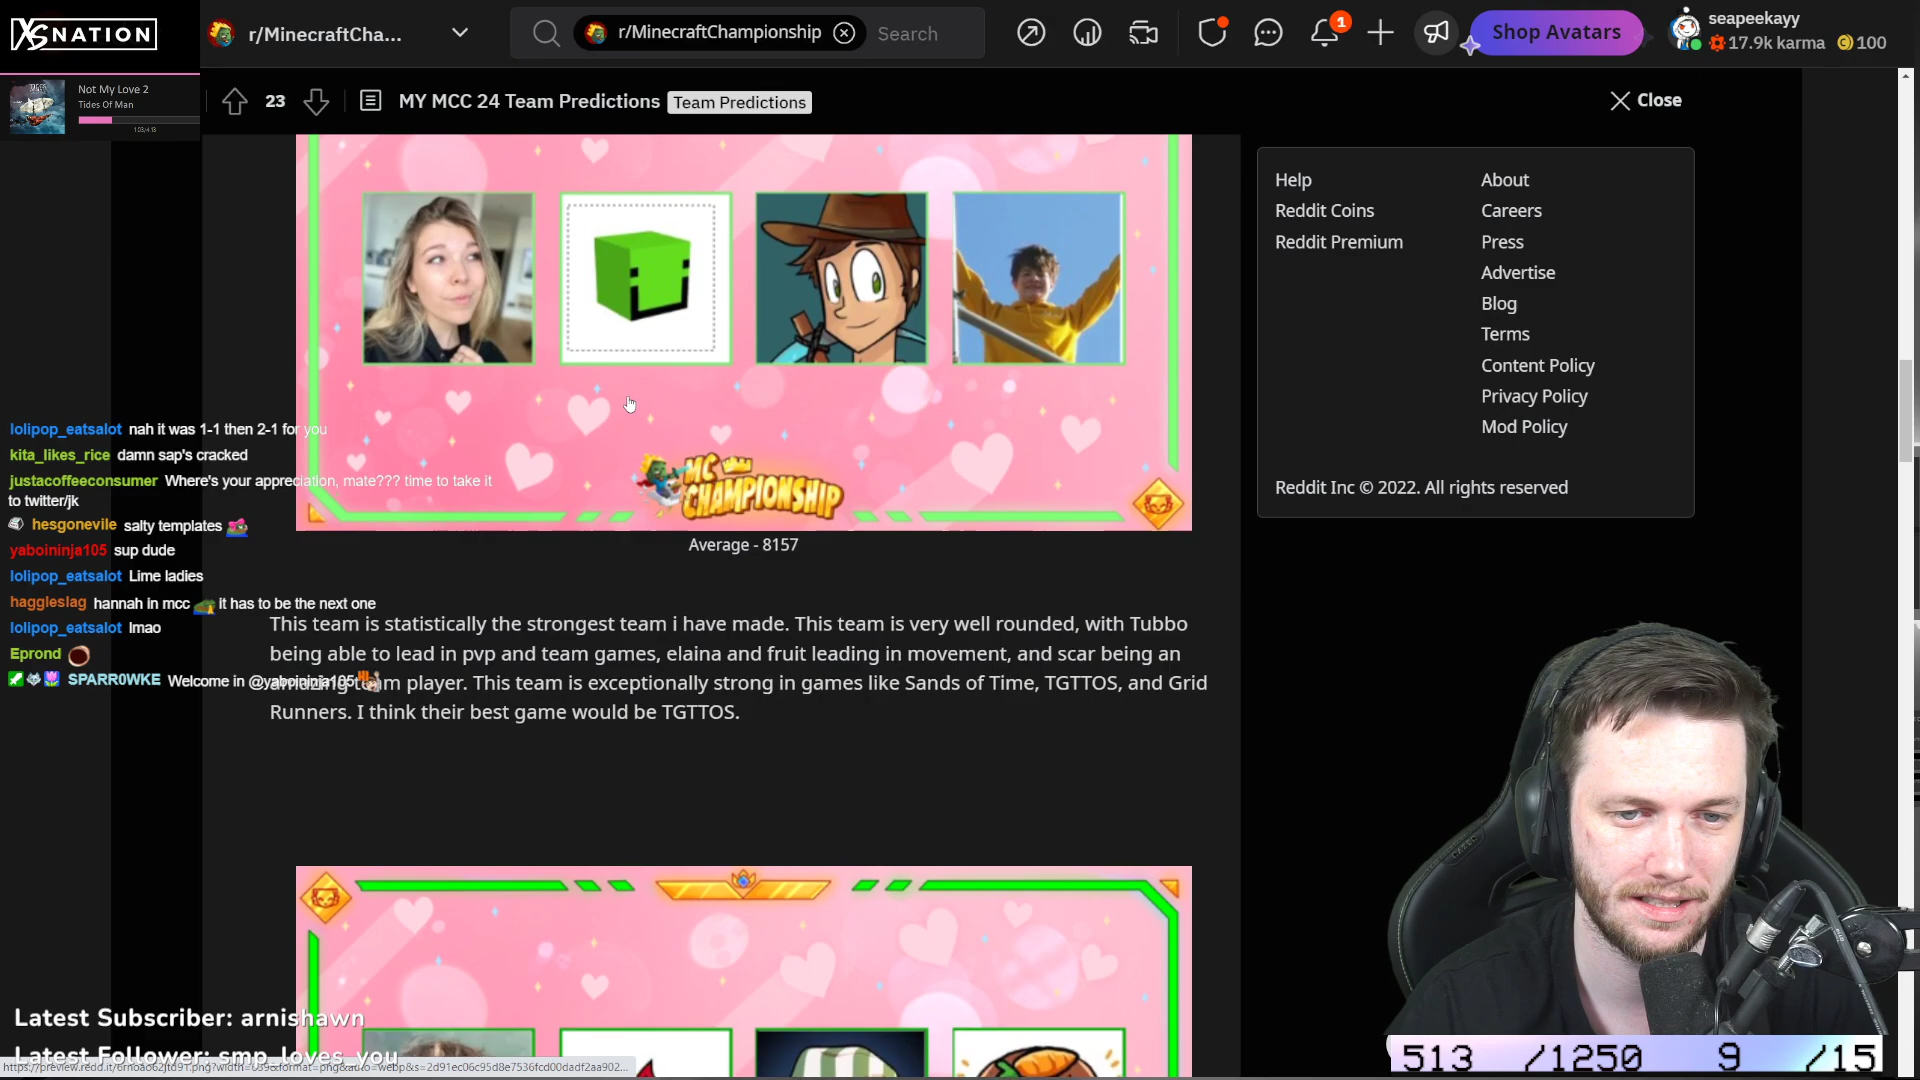 XSNATION
r/MinecraftCha...
r/MinecraftChampionship
Search
1
Shop Avatars
seapeekayy
17.9k karma
100
Not My Love 2
Tides Of Man
23
MY MCC 24 Team Predictions
Team Predictions
Close
Help
About
Reddit Coins
Careers
Reddit Premium
Press
Advertise
Blog
Terms
Content Policy
Privacy Policy
Mod Policy
Reddit Inc © 2022. All rights reserved
MC
CHAMPIONSHIP
Average - 8157
This team is statistically the strongest team i have made. This team is very well rounded, with Tubbo
being able to lead in pvp and team games, elaina and fruit leading in movement, and scar being an
amazing team player. This team is exceptionally strong in games like Sands of Time, TGTTOS, and Grid
Runners. I think their best game would be TGTTOS.
lolipop_eatsalot nah it was 1-1 then 2-1 for you
kita_likes_rice damn sap's cracked
justacoffeeconsumer Where's your appreciation, mate??? time to take it
to twitter/jk
hesgonevile salty templates
yaboininja105 sup dude
lolipop_eatsalot Lime ladies
haggleslag hannah in mcc it has to be the next one
lolipop_eatsalot lmao
Eprond
SPARR0WKE Welcome in @yaboininja105
Latest Subscriber: arnishawn
Latest Follower: smp_loves_you
513 /1250 9 /15